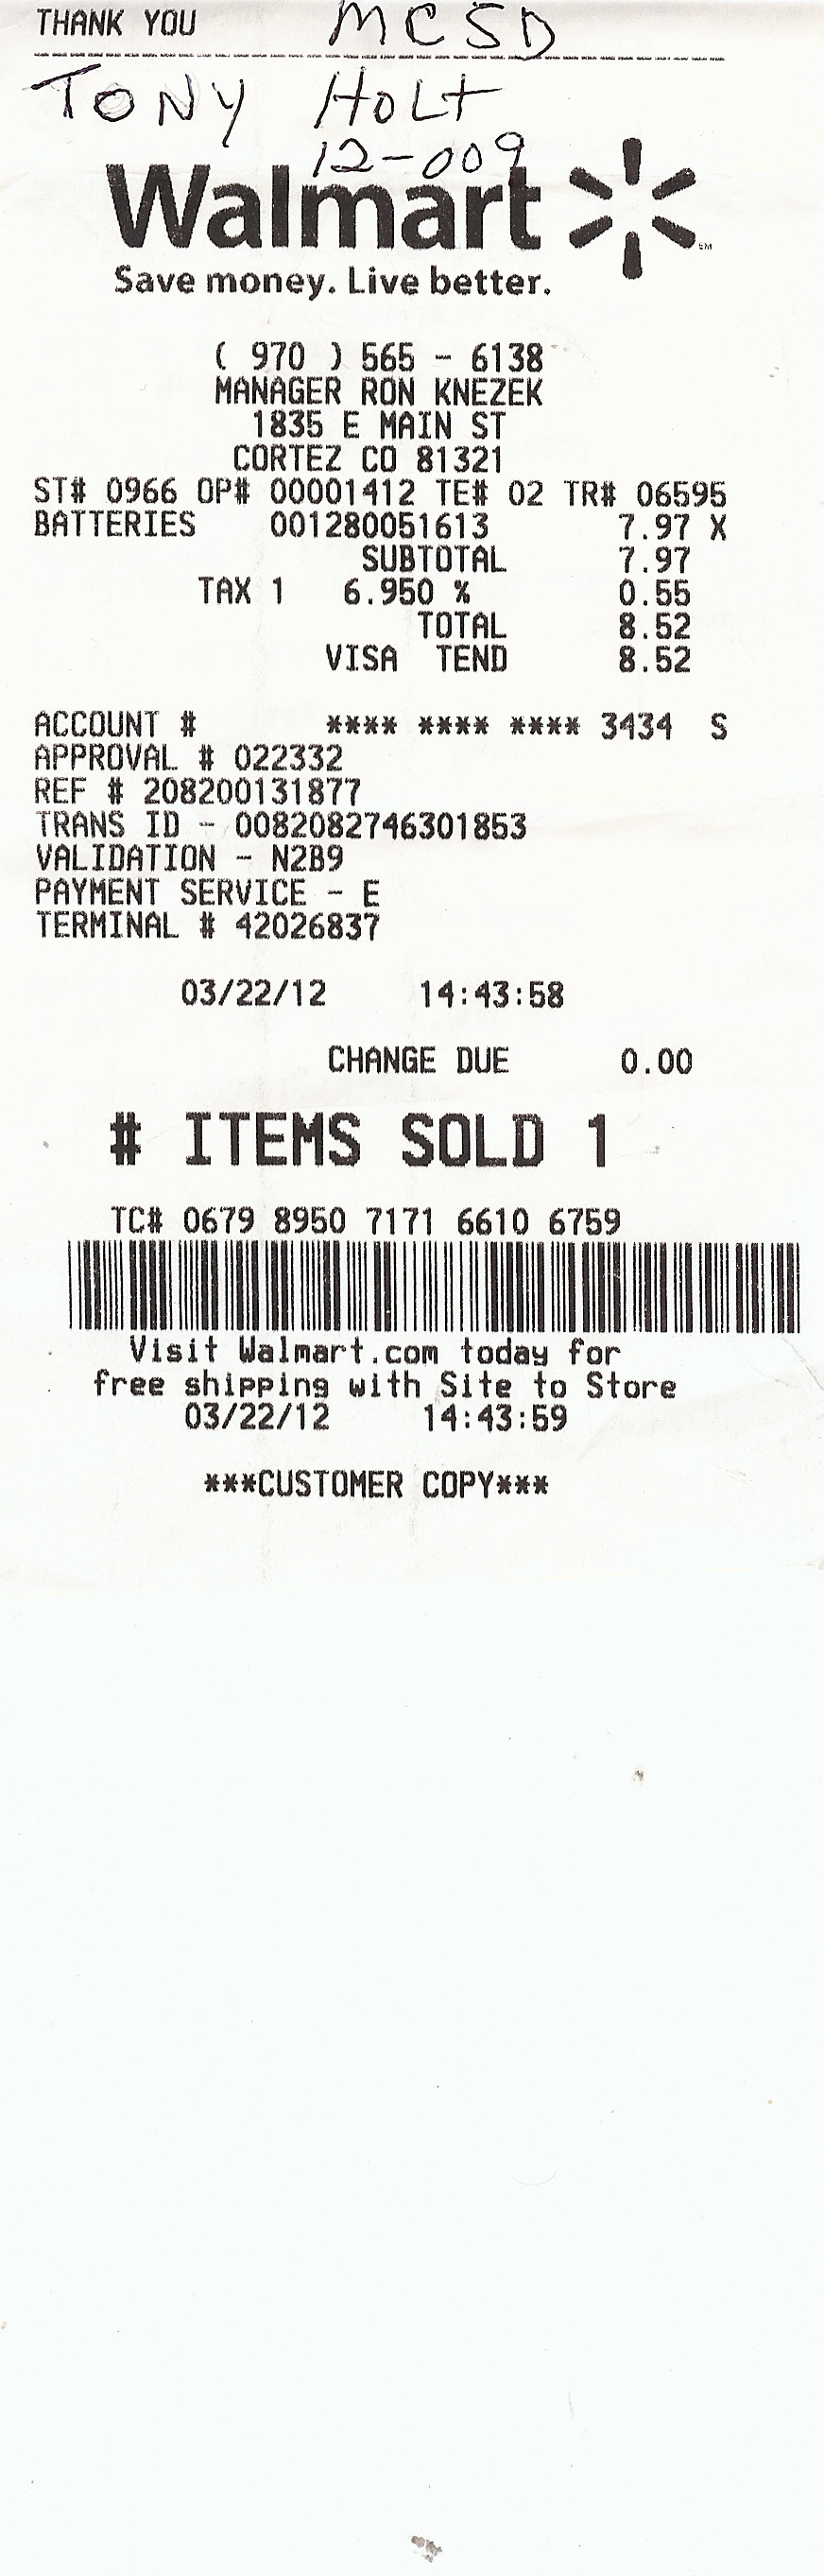 THANK YOU MCSD
TONY HOLT
12-009
Walmart
Save money. Live better.
( 970 ) 565 - 6138
MANAGER RON KNEZEK
1835 E MAIN ST
CORTEZ CO 81321
ST# 0966 OP# 00001412 TE# 02 TR# 06595
BATTERIES 001280051613 7.97 X
SUBTOTAL 7.97
TAX 1 6.950 % 0.55
TOTAL 8.52
VISA TEND 8.52
ACCOUNT # **** **** **** 3434 S
APPROVAL # 022332
REF # 208200131877
TRANS ID - 0082082746301853
VALIDATION - N2B9
PAYMENT SERVICE - E
TERMINAL # 42026837
03/22/12 14:43:58
CHANGE DUE 0.00
# ITEMS SOLD 1
TC# 0679 8950 7171 6610 6759
Visit Walmart.com today for
free shipping with Site to Store
03/22/12 14:43:59
***CUSTOMER COPY***